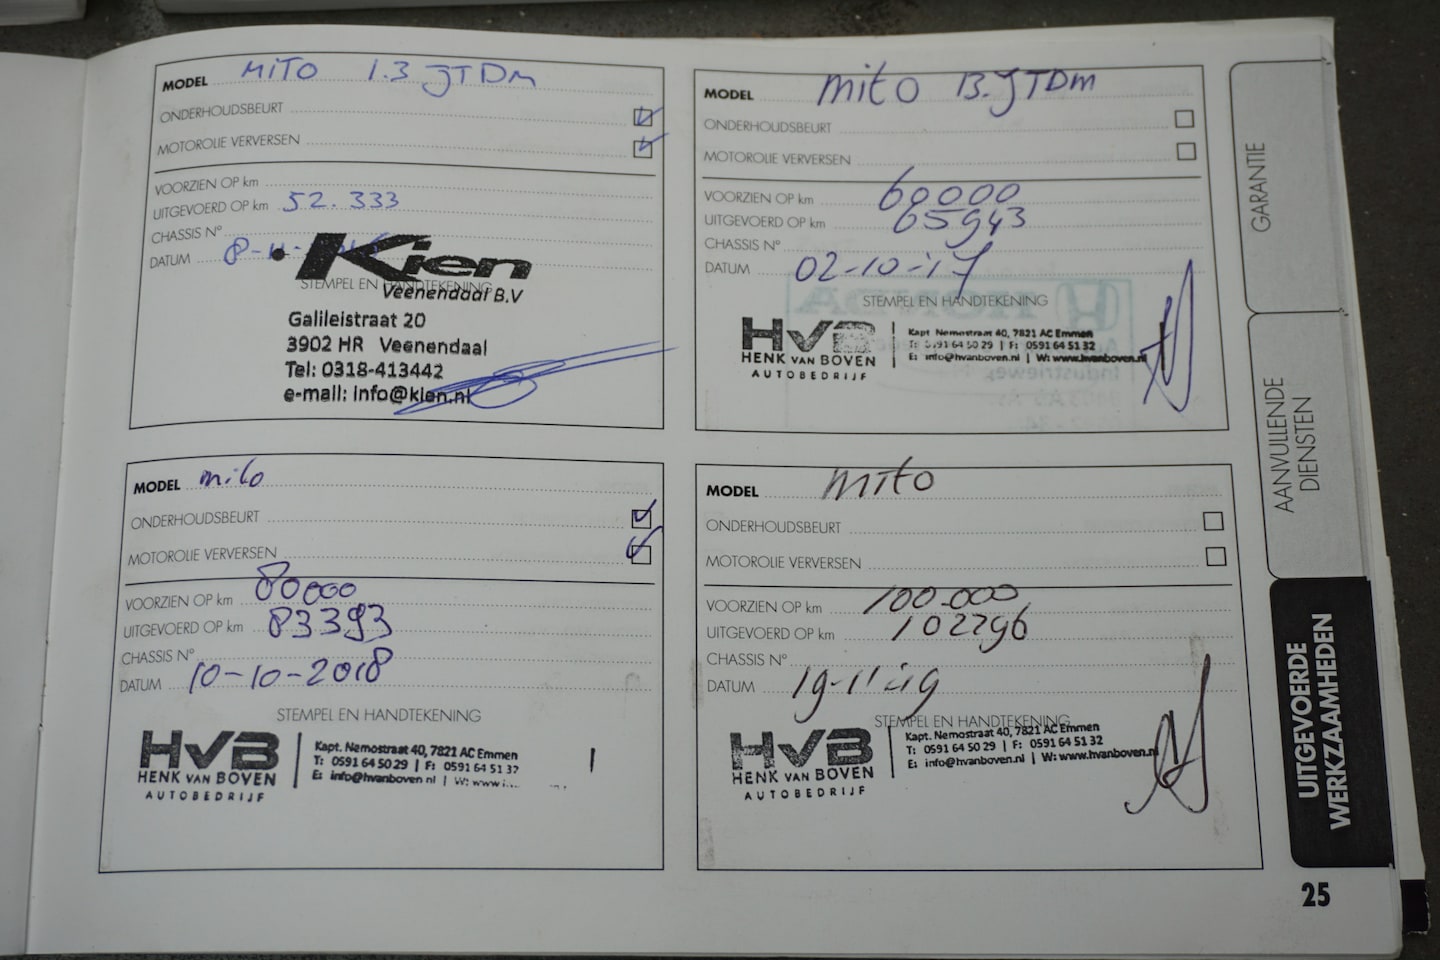 MODEL MITO 1.3 JTDM
ONDERHOUDSBEURT
MOTOROLIE VERVERSEN
VOORZIEN OP km
UITGEVOERD OP km 52.333
CHASSIS N°
DATUM 8-11-
STEMPEL EN HANDTEKENING
Kien
Veenendaal B.V
Galileistraat 20
3902 HR Veenendaal
Tel: 0318-413442
e-mail: info@kien.nl
MODEL mito 13.JTDm
ONDERHOUDSBEURT
MOTOROLIE VERVERSEN
VOORZIEN OP km 60000
UITGEVOERD OP km 65943
CHASSIS N°
DATUM 02-10-17
STEMPEL EN HANDTEKENING
HvB
HENK VAN BOVEN
AUTOBEDRIJF
Kapt. Nemostraat 40, 7821 AC Emmen
T: 0591 64 50 29 | F: 0591 64 51 32
E: info@hvanboven.nl | W: www.hvanboven.nl
MODEL mito
ONDERHOUDSBEURT
MOTOROLIE VERVERSEN
VOORZIEN OP km 80000
UITGEVOERD OP km 83393
CHASSIS N°
DATUM 10-10-2018
STEMPEL EN HANDTEKENING
HvB
HENK VAN BOVEN
AUTOBEDRIJF
Kapt. Nemostraat 40, 7821 AC Emmen
T: 0591 64 50 29 | F: 0591 64 51 32
E: info@hvanboven.nl | W: www
MODEL mito
ONDERHOUDSBEURT
MOTOROLIE VERVERSEN
VOORZIEN OP km 100.000
UITGEVOERD OP km 102296
CHASSIS N°
DATUM 19-11-19
STEMPEL EN HANDTEKENING
HvB
HENK VAN BOVEN
AUTOBEDRIJF
Kapt. Nemostraat 40, 7821 AC Emmen
T: 0591 64 50 29 | F: 0591 64 51 32
E: info@hvanboven.nl | W: www.hvanboven.nl
GARANTIE
AANVULLENDE
DIENSTEN
UITGEVOERDE
WERKZAAMHEDEN
25